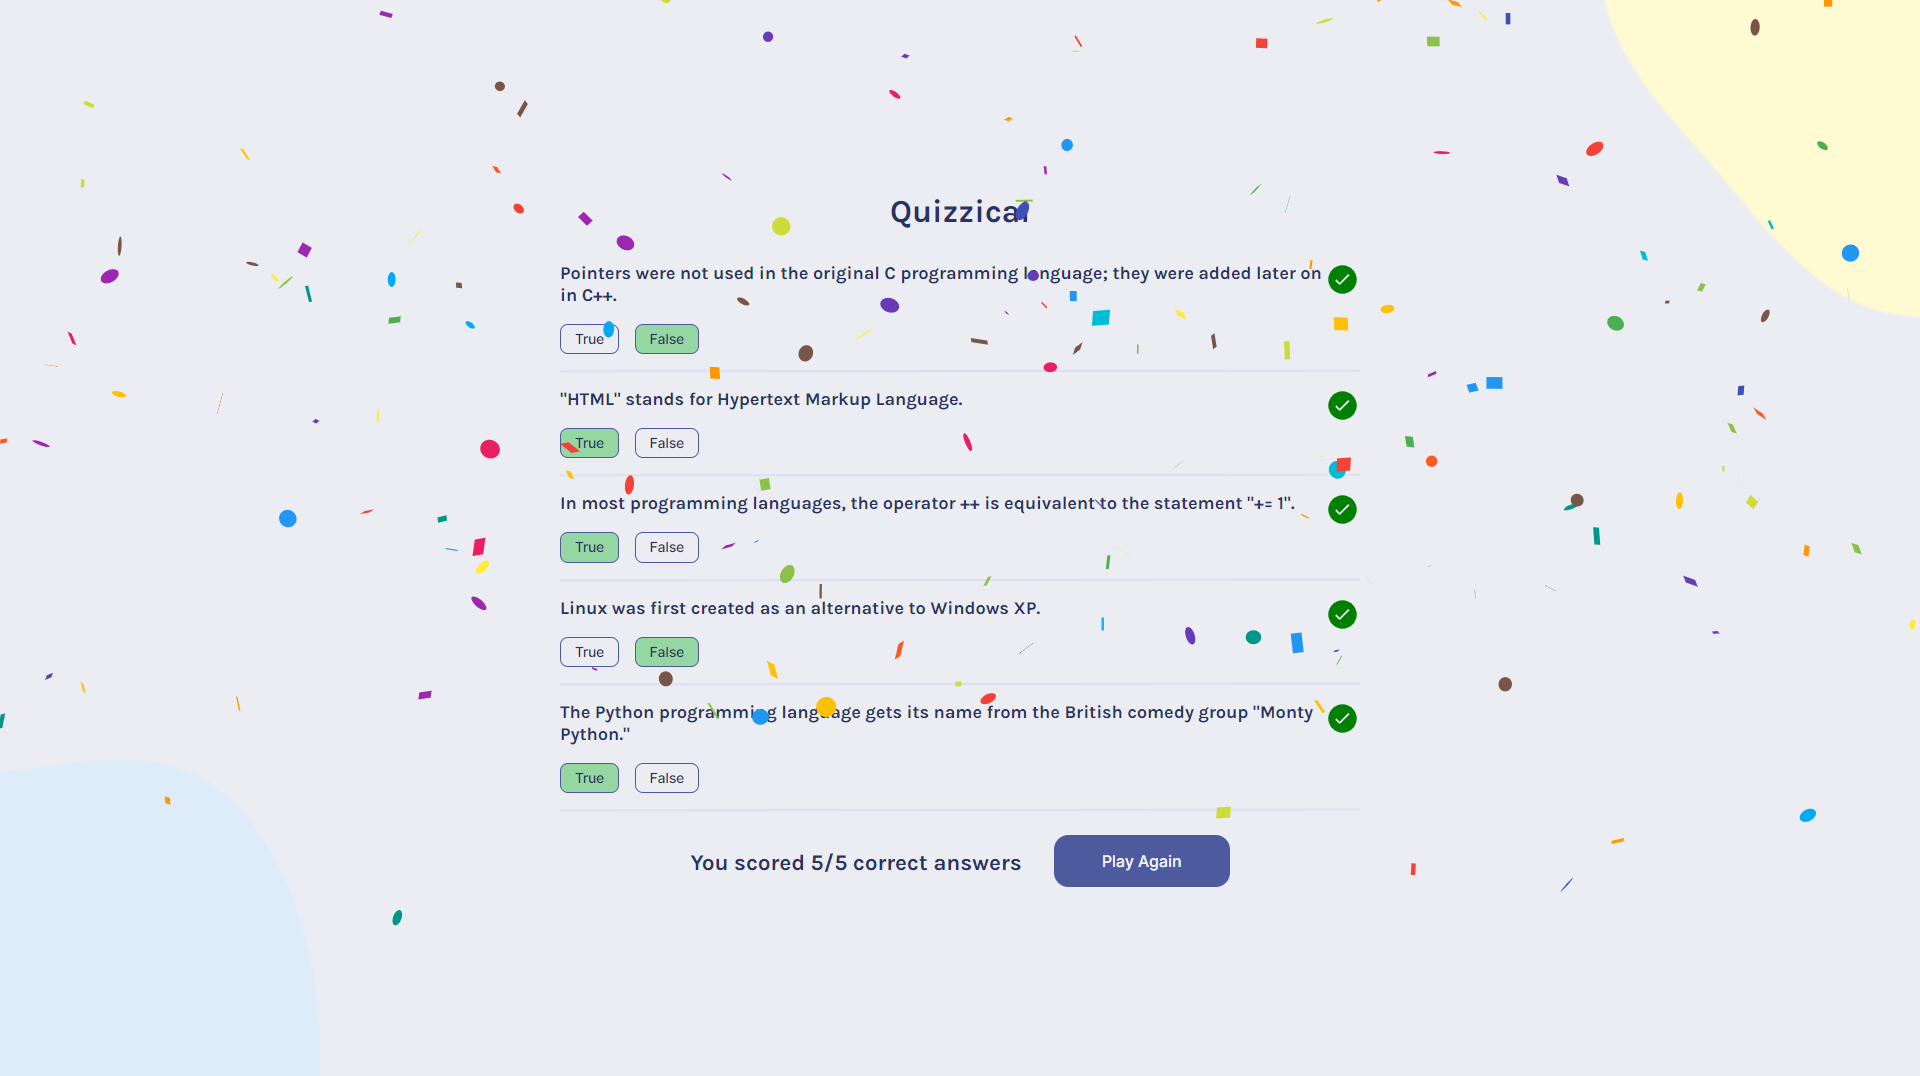 Quizzical
Pointers were not used in the original C programming language; they were added later on
in C++.
True False
"HTML" stands for Hypertext Markup Language.
True False
In most programming languages, the operator ++ is equivalent to the statement "+= 1".
True False
Linux was first created as an alternative to Windows XP.
True False
The Python programming language gets its name from the British comedy group "Monty
Python."
True False
You scored 5/5 correct answers Play Again